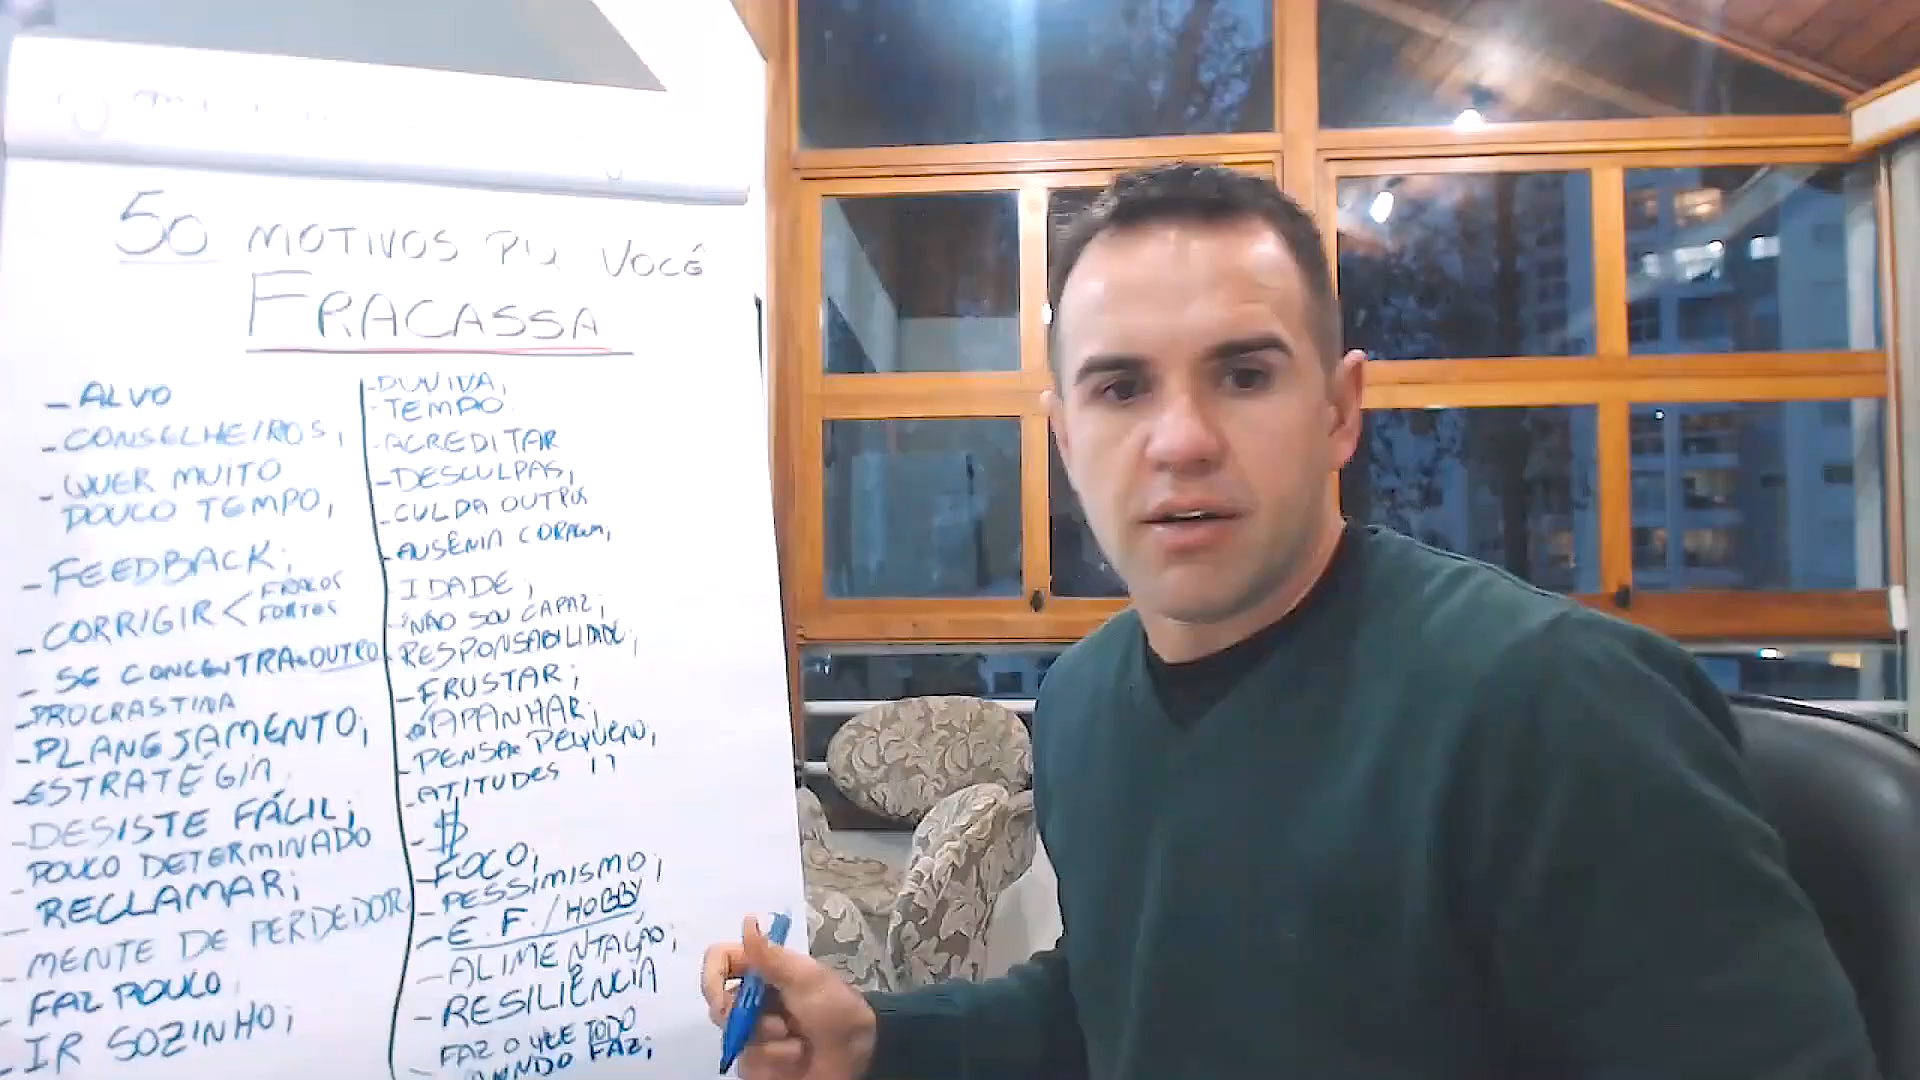 50 MOTIVOS P/ VOCÊ
FRACASSA
- ALVO
- CONSELHEIROS,
- QUER MUITO
POUCO TEMPO,
- FEEDBACK;
- CORRIGIR < FRACOS
FORTES
- SE CONCENTRA OUTRO
- PROCRASTINA
- PLANEJAMENTO;
- ESTRATÉGIA
- DESISTE FÁCIL;
- POUCO DETERMINADO
- RECLAMAR;
- MENTE DE PERDEDOR
- FAZ POUCO
- IR SOZINHO;
- DUVIDA,
- TEMPO
- ACREDITAR
- DESCULPAS,
- CULPA OUTROS
- AUSÊNIA CORAGEM,
IDADE;
- NÃO SOU CAPAZ;
- RESPONSABILIDADE;
- FRUSTAR;
APANHAR;
- PENSAR PEQUENO,
- ATITUDES
- $
- FOCO;
- PESSIMISMO;
- E. F. / HOBBY
- ALIMENTAÇÃO;
- RESILIÊNCIA
- FAZ O QUE TODO
MUNDO FAZ;